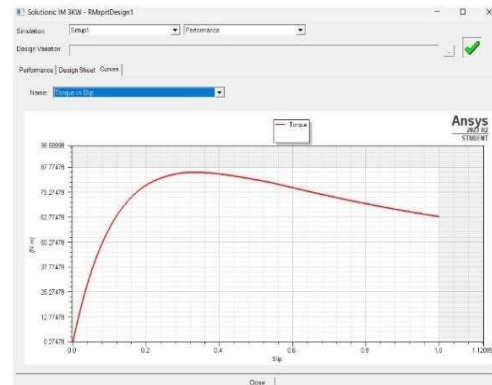 Solutions: IM 3KW - RMxprtDesign1
Simulation: Setup1 Performance
Design Variation:
Performance Design Sheet Curves
Name: Torque vs Slip
Ansys
2023 R2
STUDENT
Torque
87.77478
75.27478
62.77478
50.27478
37.77478
25.27478
12.77478
0.27478
(N.m)
0.0 0.2 0.4 0.6 0.8 1.0
Slip
Close